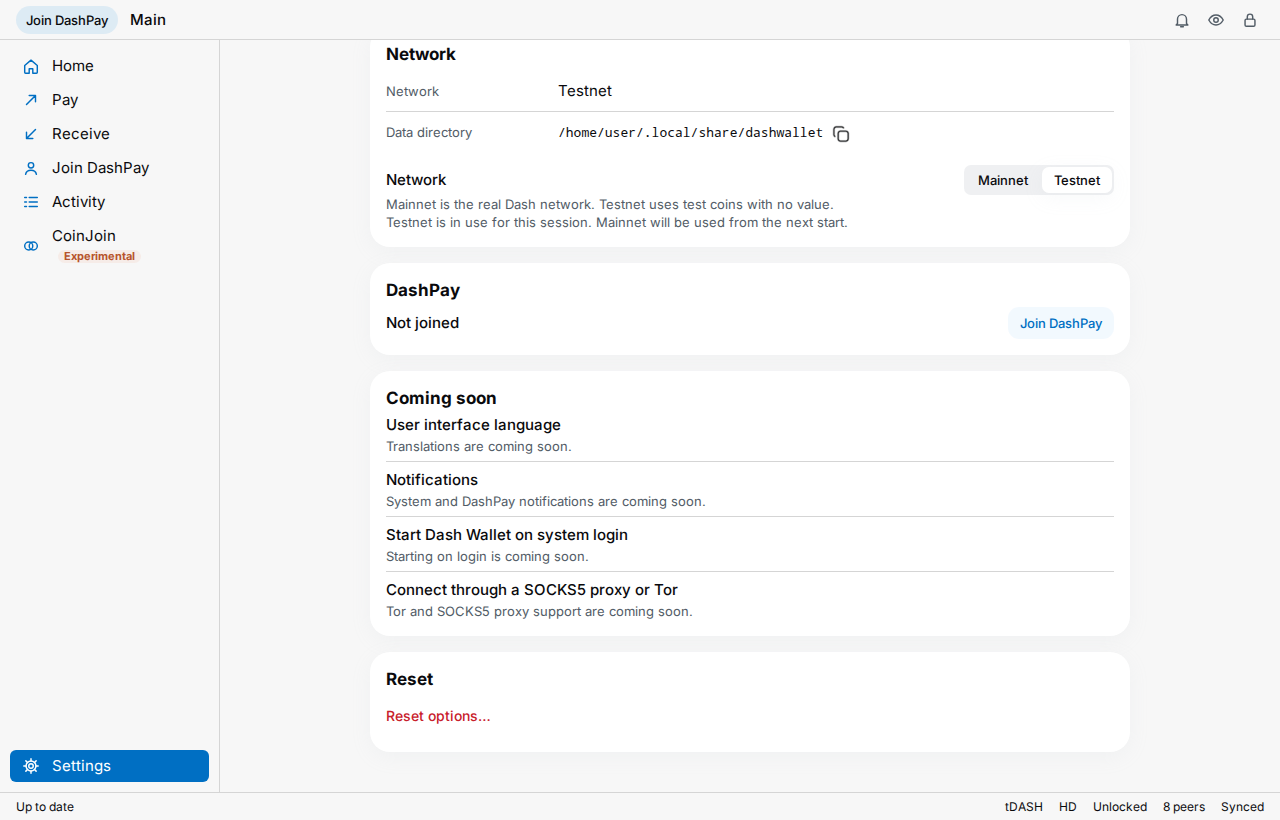 Join DashPay Main
Home
Pay
Receive
Join DashPay
Activity
CoinJoin
Experimental
Settings
Network
Network Testnet
Data directory /home/user/.local/share/dashwallet
Network Mainnet Testnet
Mainnet is the real Dash network. Testnet uses test coins with no value.
Testnet is in use for this session. Mainnet will be used from the next start.
DashPay
Not joined Join DashPay
Coming soon
User interface language
Translations are coming soon.
Notifications
System and DashPay notifications are coming soon.
Start Dash Wallet on system login
Starting on login is coming soon.
Connect through a SOCKS5 proxy or Tor
Tor and SOCKS5 proxy support are coming soon.
Reset
Reset options...
Up to date tDASH HD Unlocked 8 peers Synced